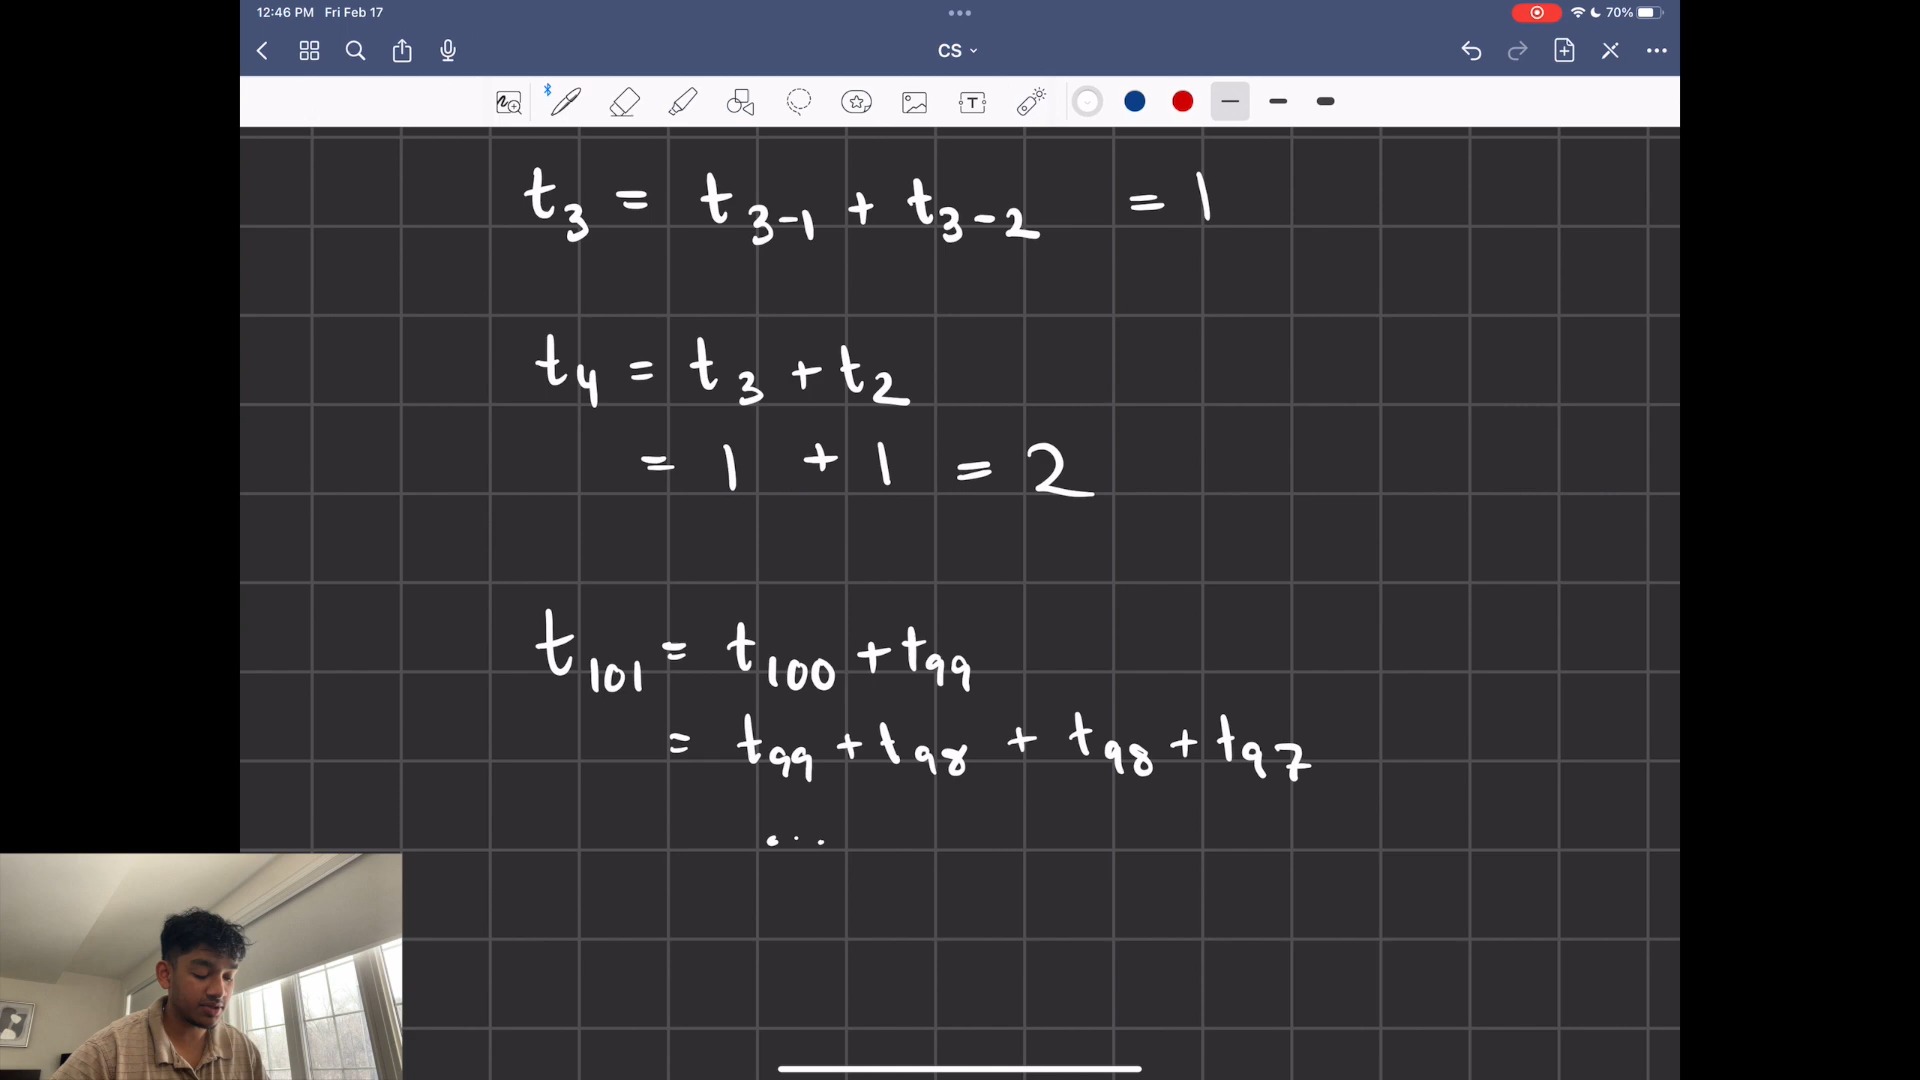 12:46 PM Fri Feb 17
70%
CS
T
t₃ = t₃₋₁ + t₃₋₂ = 1
t₄ = t₃ + t₂
= 1 + 1 = 2
t₁₀₁ = t₁₀₀ + t₉₉
= t₉₉ + t₉₈ + t₉₈ + t₉₇
...